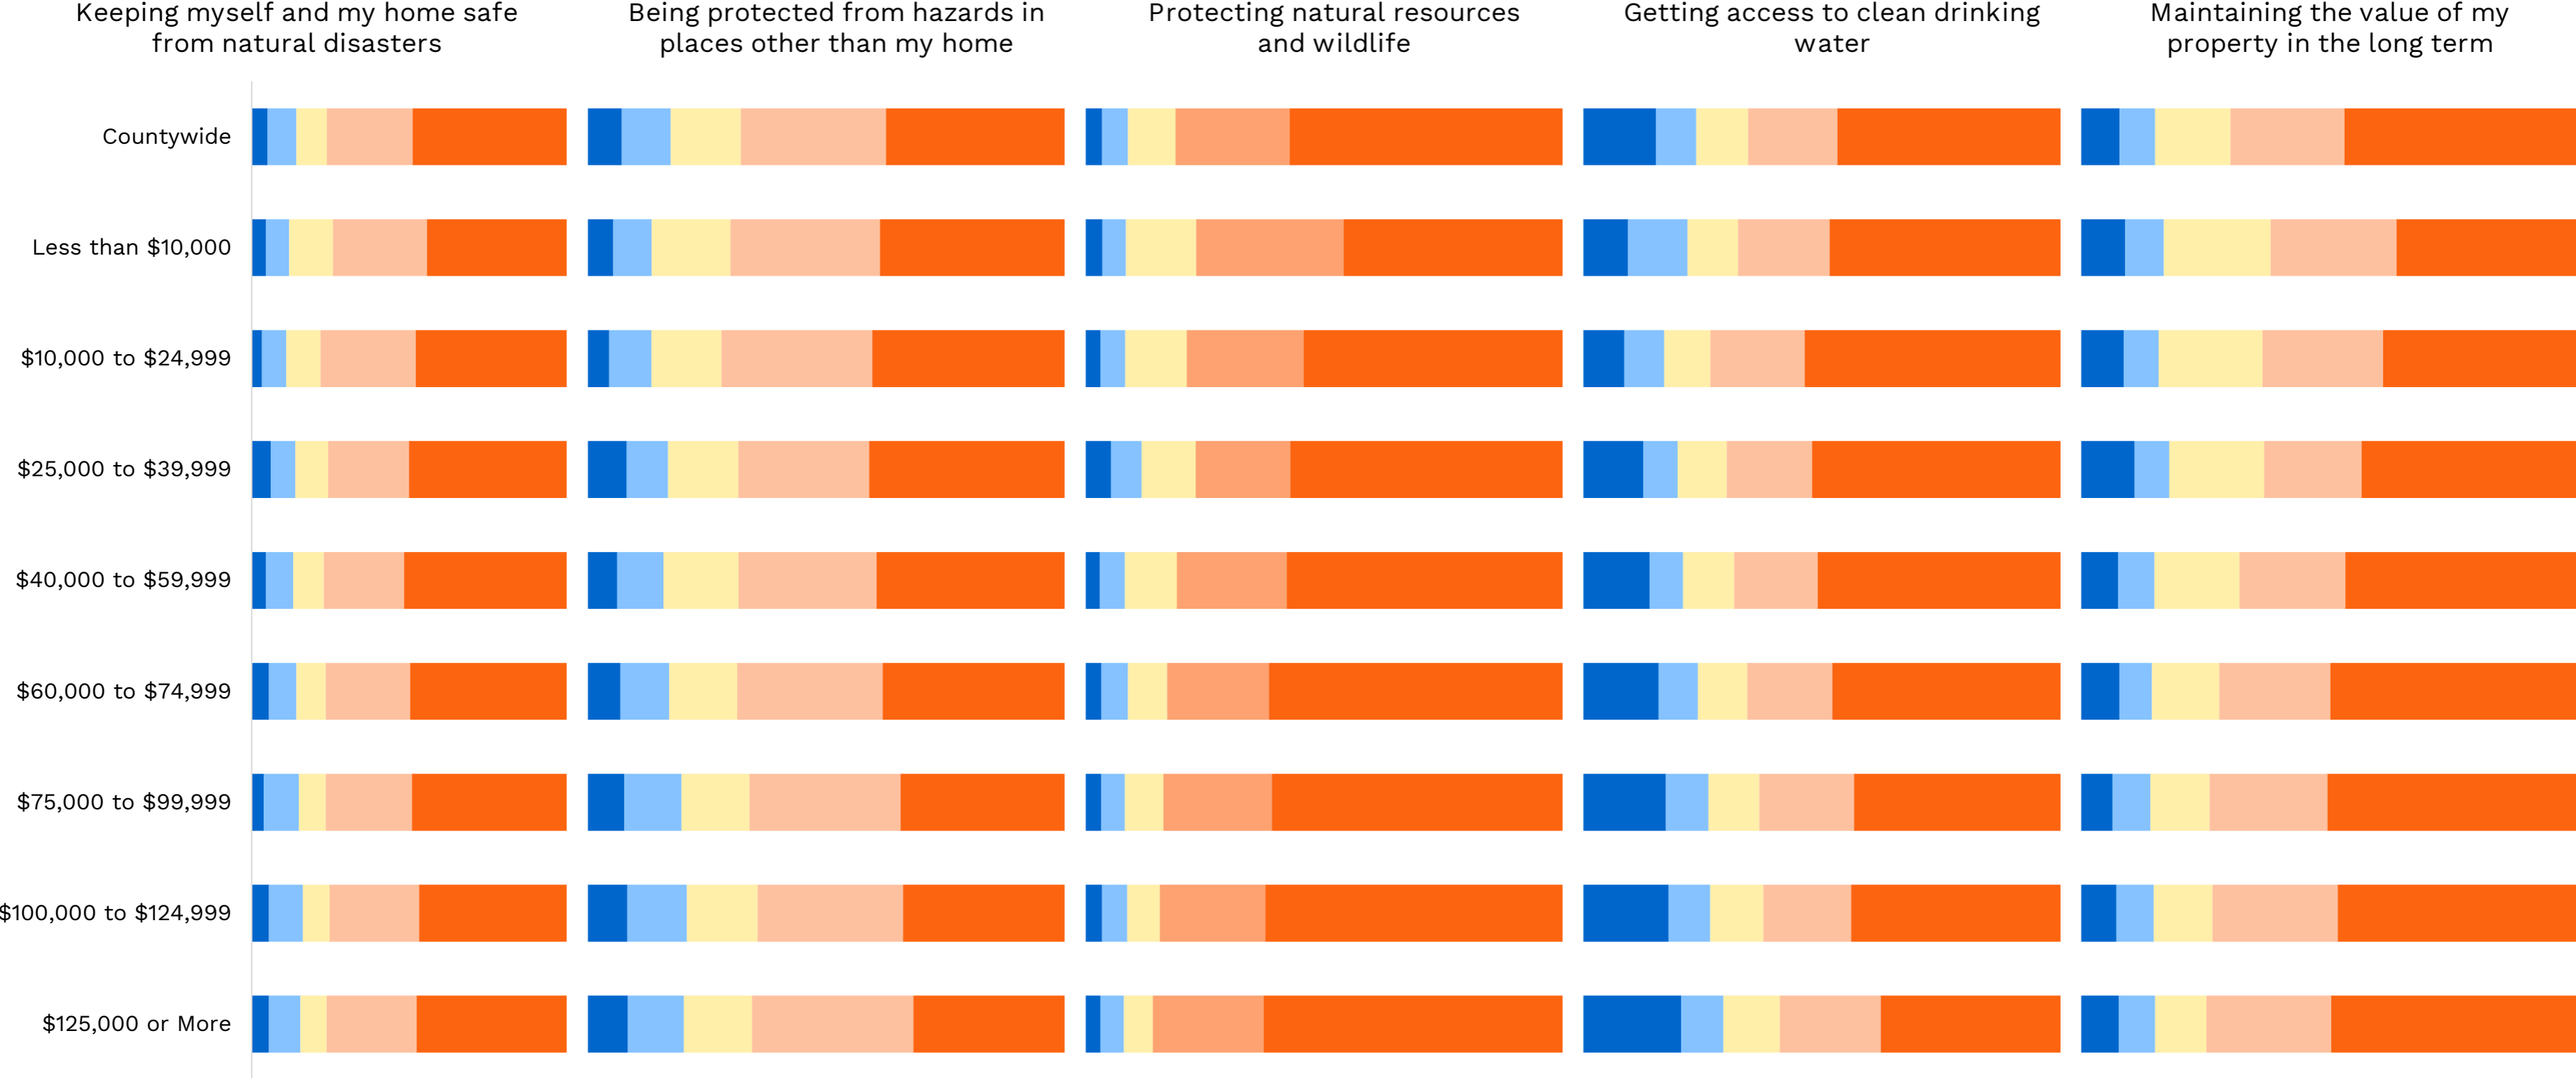 Keeping myself and my home safe
from natural disasters
Being protected from hazards in
places other than my home
Protecting natural resources
and wildlife
Getting access to clean drinking
water
Maintaining the value of my
property in the long term
Countywide
Less than $10,000
$10,000 to $24,999
$25,000 to $39,999
$40,000 to $59,999
$60,000 to $74,999
$75,000 to $99,999
$100,000 to $124,999
$125,000 or More